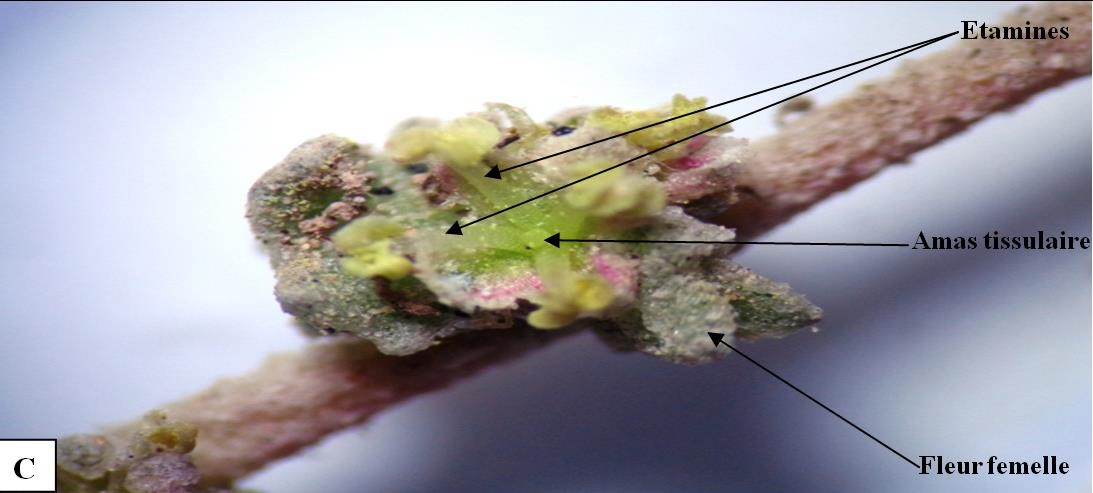 Etamines
Amas tissulaire
Fleur femelle
C